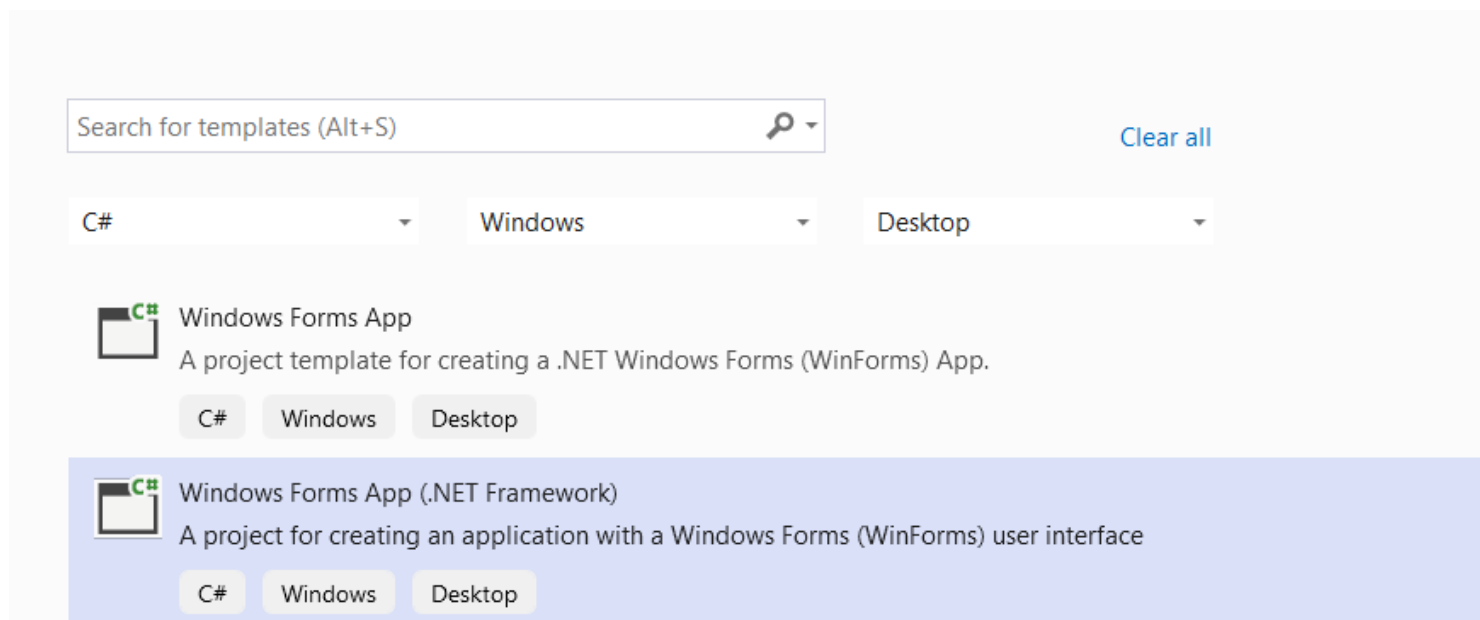 Search for templates (Alt+S)
Clear all
C#
Windows
Desktop
C#
Windows Forms App
A project template for creating a .NET Windows Forms (WinForms) App.
C#
Windows
Desktop
C#
Windows Forms App (.NET Framework)
A project for creating an application with a Windows Forms (WinForms) user interface
C#
Windows
Desktop